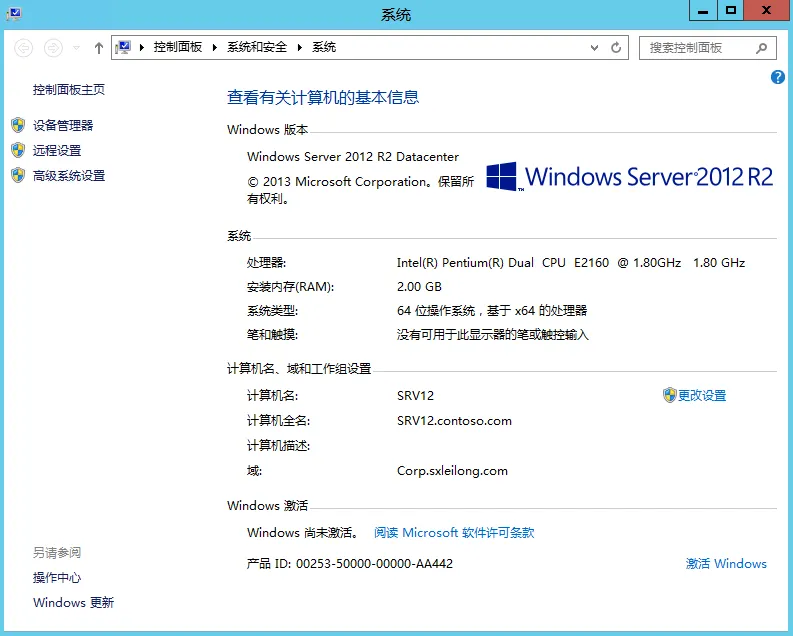 系统
控制面板 系统和安全 系统
搜索控制面板
控制面板主页
设备管理器
远程设置
高级系统设置
查看有关计算机的基本信息
Windows 版本
Windows Server 2012 R2 Datacenter
© 2013 Microsoft Corporation。保留所
有权利。
Windows Server 2012 R2
系统
处理器: Intel(R) Pentium(R) Dual CPU E2160 @ 1.80GHz 1.80 GHz
安装内存(RAM): 2.00 GB
系统类型: 64 位操作系统，基于 x64 的处理器
笔和触摸: 没有可用于此显示器的笔或触控输入
计算机名、域和工作组设置
计算机名: SRV12 更改设置
计算机全名: SRV12.contoso.com
计算机描述:
域: Corp.sxleilong.com
Windows 激活
Windows 尚未激活。 阅读 Microsoft 软件许可条款
产品 ID: 00253-50000-00000-AA442 激活 Windows
另请参阅
操作中心
Windows 更新